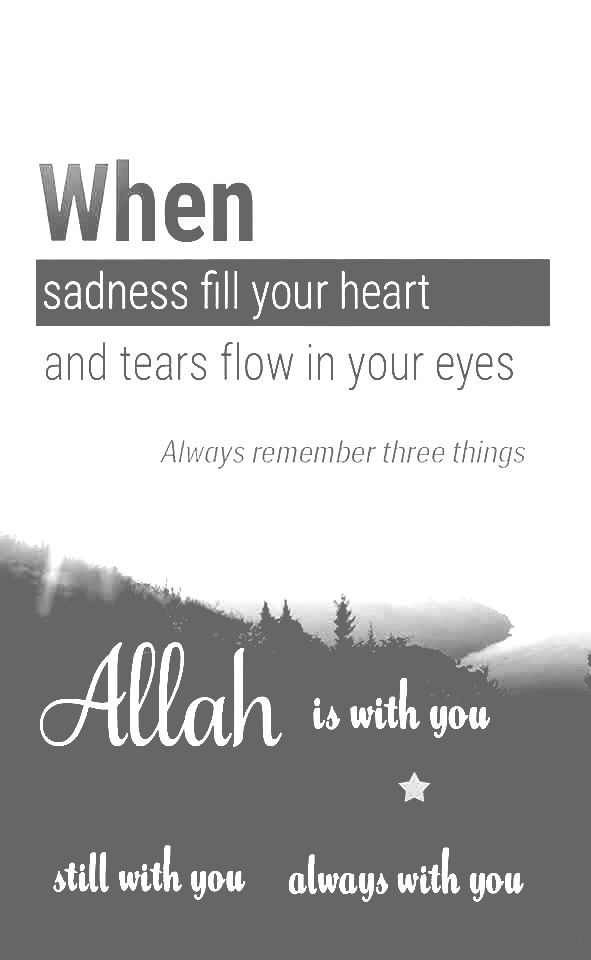 When
sadness fill your heart
and tears flow in your eyes
Always remember three things
Allah is with you
still with you always with you